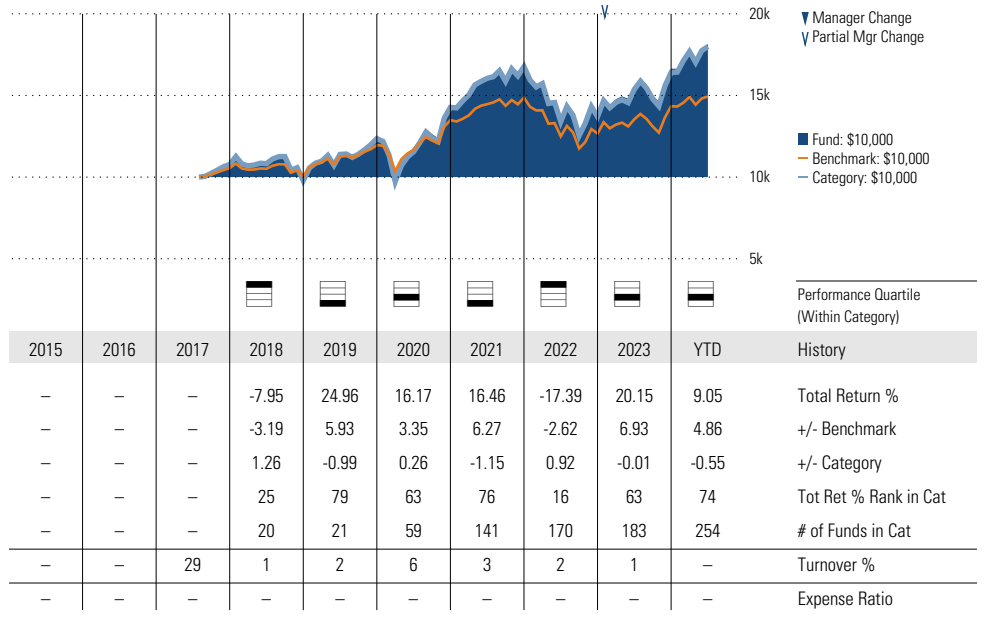 20k
15k
10k
5k
Manager Change
Partial Mgr Change
Fund: $10,000
Benchmark: $10,000
Category: $10,000
Performance Quartile
(Within Category)
2015 2016 2017 2018 2019 2020 2021 2022 2023 YTD History
– – – -7.95 24.96 16.17 16.46 -17.39 20.15 9.05 Total Return %
– – – -3.19 5.93 3.35 6.27 -2.62 6.93 4.86 +/- Benchmark
– – – 1.26 -0.99 0.26 -1.15 0.92 -0.01 -0.55 +/- Category
– – – 25 79 63 76 16 63 74 Tot Ret % Rank in Cat
– – – 20 21 59 141 170 183 254 # of Funds in Cat
– – 29 1 2 6 3 2 1 – Turnover %
– – – – – – – – – – Expense Ratio